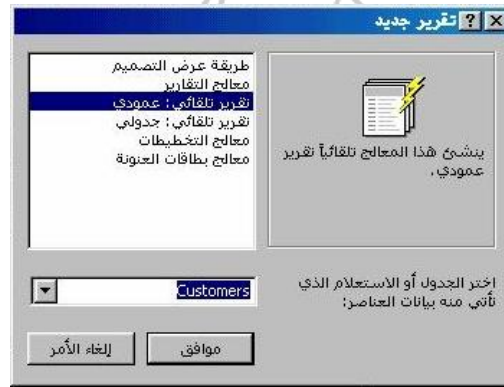 تقرير جديد
طريقة عرض التصميم
معالج التقارير
تقرير تلقائي: عمودي
تقرير تلقائي: جدولي
معالج التخطيطات
معالج بطاقات العنونة
ينشئ هذا المعالج تلقائياً تقرير
عمودي.
اختر الجدول أو الاستعلام الذي
تأتي منه بيانات العناصر:
Customers
موافق
إلغاء الأمر